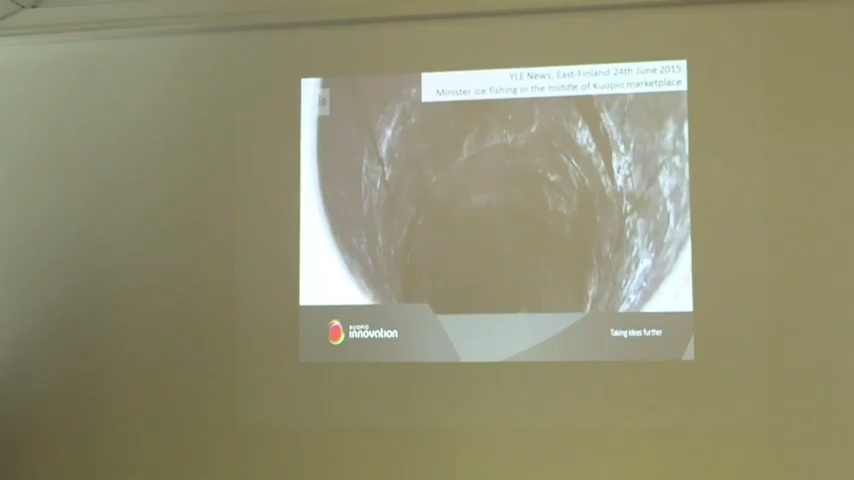 YLE News, East-Finland 24th June 2015
Minister ice fishing in the middle of Kuopio marketplace
KUOPIO
innovation
Taking ideas further